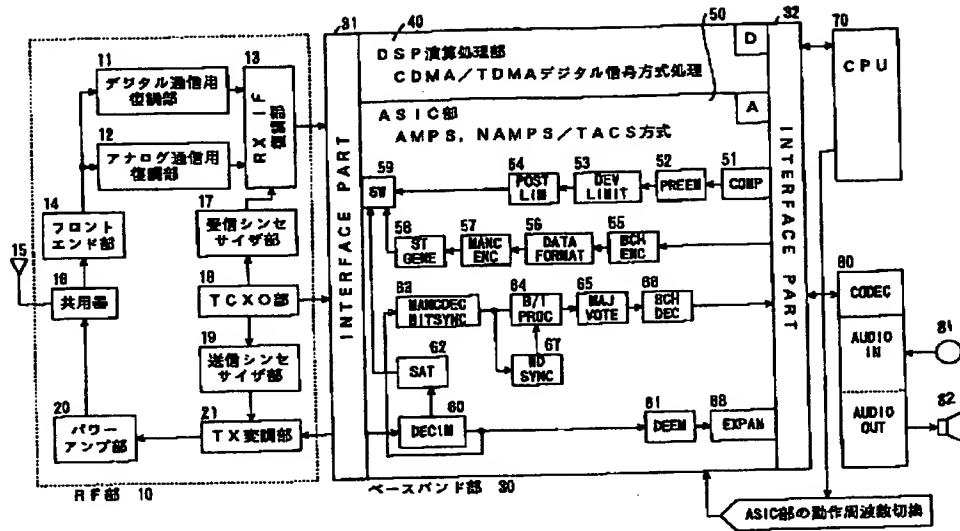 31
40
50
32
70
DSP演算処理部
CDMA/TDMAデジタル信号方式処理
D
CPU
11
デジタル通信用
復調部
13
RX IF
復調部
ASIC部
AMPS, NAMPS/TACS方式
A
12
アナログ通信用
復調部
INTERFACE PART
INTERFACE PART
59
SW
54
POST
LIM
53
DEV
LIMIT
52
PREEM
51
COMP
14
フロント
エンド部
17
受信シンセ
サイザ部
58
ST
GENE
57
MANC
ENC
56
DATA
FORMAT
55
BCH
ENC
15
16
共用器
18
TCXO部
63
MANCDEC
BITSYNC
64
B/I
PROC
65
MAJ
VOTE
66
BCH
DEC
80
CODEC
19
送信シンセ
サイザ部
62
SAT
67
WD
SYNC
AUDIO
IN
81
20
パワー
アンプ部
21
TX変調部
60
DECIM
61
DEEM
68
EXPAN
AUDIO
OUT
82
RF部 10
ベースバンド部 30
ASIC部の動作周波数切換